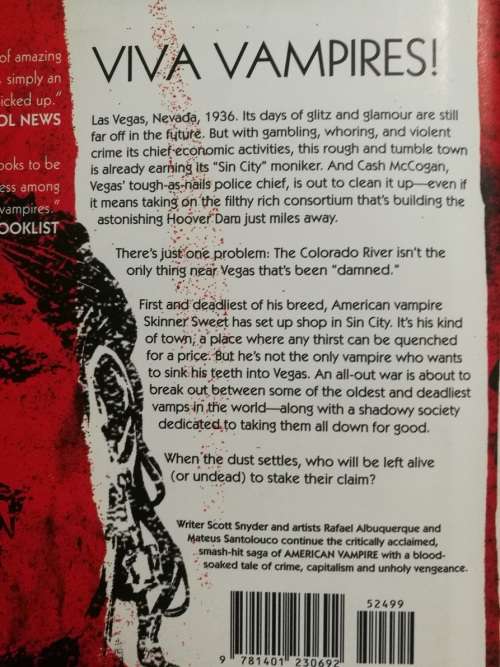 of amazing
simply an
icked up."
OL NEWS
ooks to be
ess among
vampires."
OOKLIST
VIVA VAMPIRES!
Las Vegas, Nevada, 1936. Its days of glitz and glamour are still
far off in the future. But with gambling, whoring, and violent
crime its chief economic activities, this rough and tumble town
is already earning its "Sin City" moniker. And Cash McCogan,
Vegas' tough-as-nails police chief, is out to clean it up—even if
it means taking on the filthy rich consortium that's building the
astonishing Hoover Dam just miles away.
There's just one problem: The Colorado River isn't the
only thing near Vegas that's been "damned."
First and deadliest of his breed, American vampire
Skinner Sweet has set up shop in Sin City. It's his kind
of town, a place where any thirst can be quenched
for a price. But he's not the only vampire who wants
to sink his teeth into Vegas. An all-out war is about to
break out between some of the oldest and deadliest
vamps in the world—along with a shadowy society
dedicated to taking them all down for good.
When the dust settles, who will be left alive
(or undead) to stake their claim?
Writer Scott Snyder and artists Rafael Albuquerque and
Mateus Santolouco continue the critically acclaimed,
smash-hit saga of AMERICAN VAMPIRE with a blood-
soaked tale of crime, capitalism and unholy vengeance.
52499
9 781401 230692
N